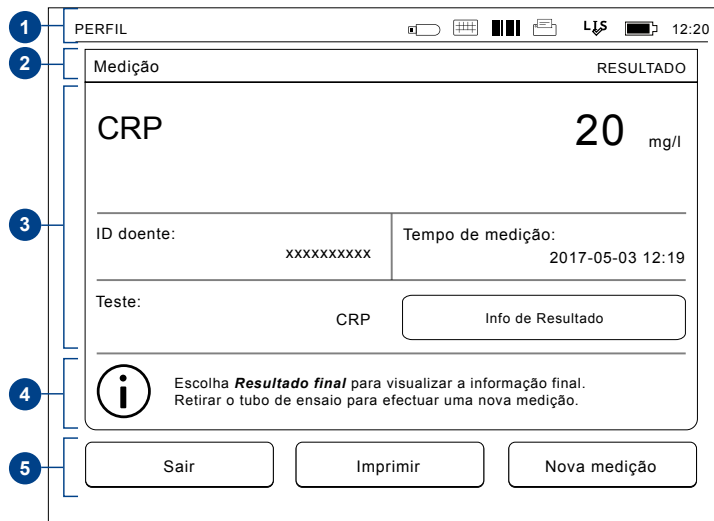 1 PERFIL LIS 12:20
2 Medição RESULTADO
CRP 20 mg/l
3 ID doente: Tempo de medição:
xxxxxxxxxx 2017-05-03 12:19
Teste:
CRP Info de Resultado
4 i Escolha Resultado final para visualizar a informação final.
Retirar o tubo de ensaio para efectuar uma nova medição.
5 Sair Imprimir Nova medição